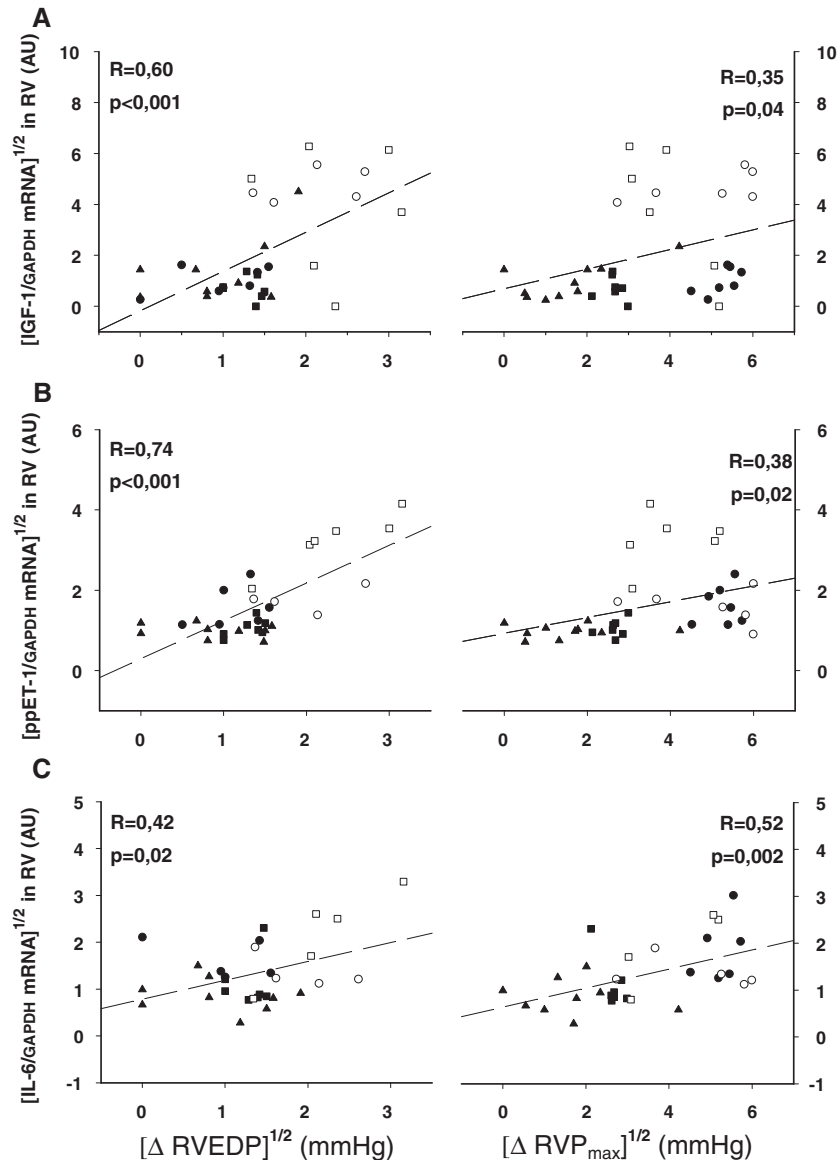 A
[IGF-1/GAPDH mRNA]1/2 in RV (AU)
10
8
6
4
2
0
R=0,60
p<0,001
0 1 2 3
R=0,35
p=0,04
10
8
6
4
2
0
0 2 4 6
B
[ppET-1/GAPDH mRNA]1/2 in RV (AU)
6
4
2
0
R=0,74
p<0,001
0 1 2 3
R=0,38
p=0,02
6
4
2
0
0 2 4 6
C
[IL-6/GAPDH mRNA]1/2 in RV (AU)
5
4
3
2
1
0
-1
R=0,42
p=0,02
0 1 2 3
[Δ RVEDP]1/2 (mmHg)
R=0,52
p=0,002
5
4
3
2
1
0
-1
0 2 4 6
[Δ RVPmax]1/2 (mmHg)